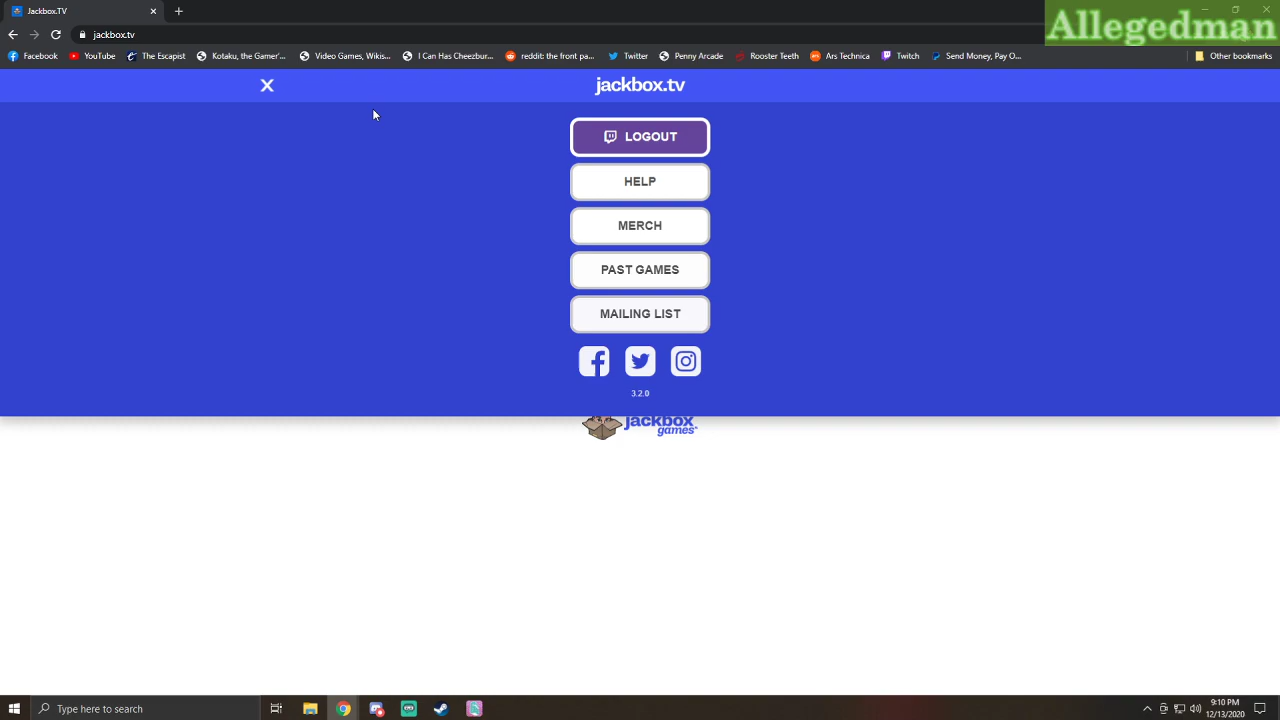 Jackbox.TV
Allegedman
jackbox.tv
Facebook
YouTube
The Escapist
Kotaku, the Gamer'...
Video Games, Wikis...
I Can Has Cheezbur...
reddit: the front pa...
Twitter
Penny Arcade
Rooster Teeth
Ars Technica
Twitch
Send Money, Pay O...
Other bookmarks
X
jackbox.tv
LOGOUT
HELP
MERCH
PAST GAMES
MAILING LIST
3.2.0
jackbox
games
Type here to search
9:10 PM
12/13/2020